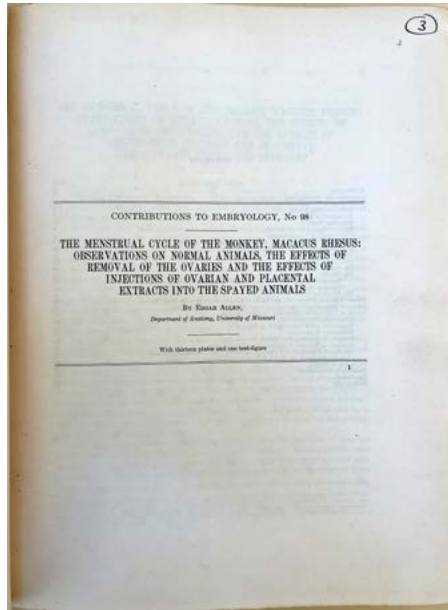 3
CONTRIBUTIONS TO EMBRYOLOGY, No 98
THE MENSTRUAL CYCLE OF THE MONKEY, MACACUS RHESUS:
OBSERVATIONS ON NORMAL ANIMALS, THE EFFECTS OF
REMOVAL OF THE OVARIES AND THE EFFECTS OF
INJECTIONS OF OVARIAN AND PLACENTAL
EXTRACTS INTO THE SPAYED ANIMALS
BY EDGAR ALLEN,
Department of Anatomy, University of Missouri
With thirteen plates and one text-figure
1